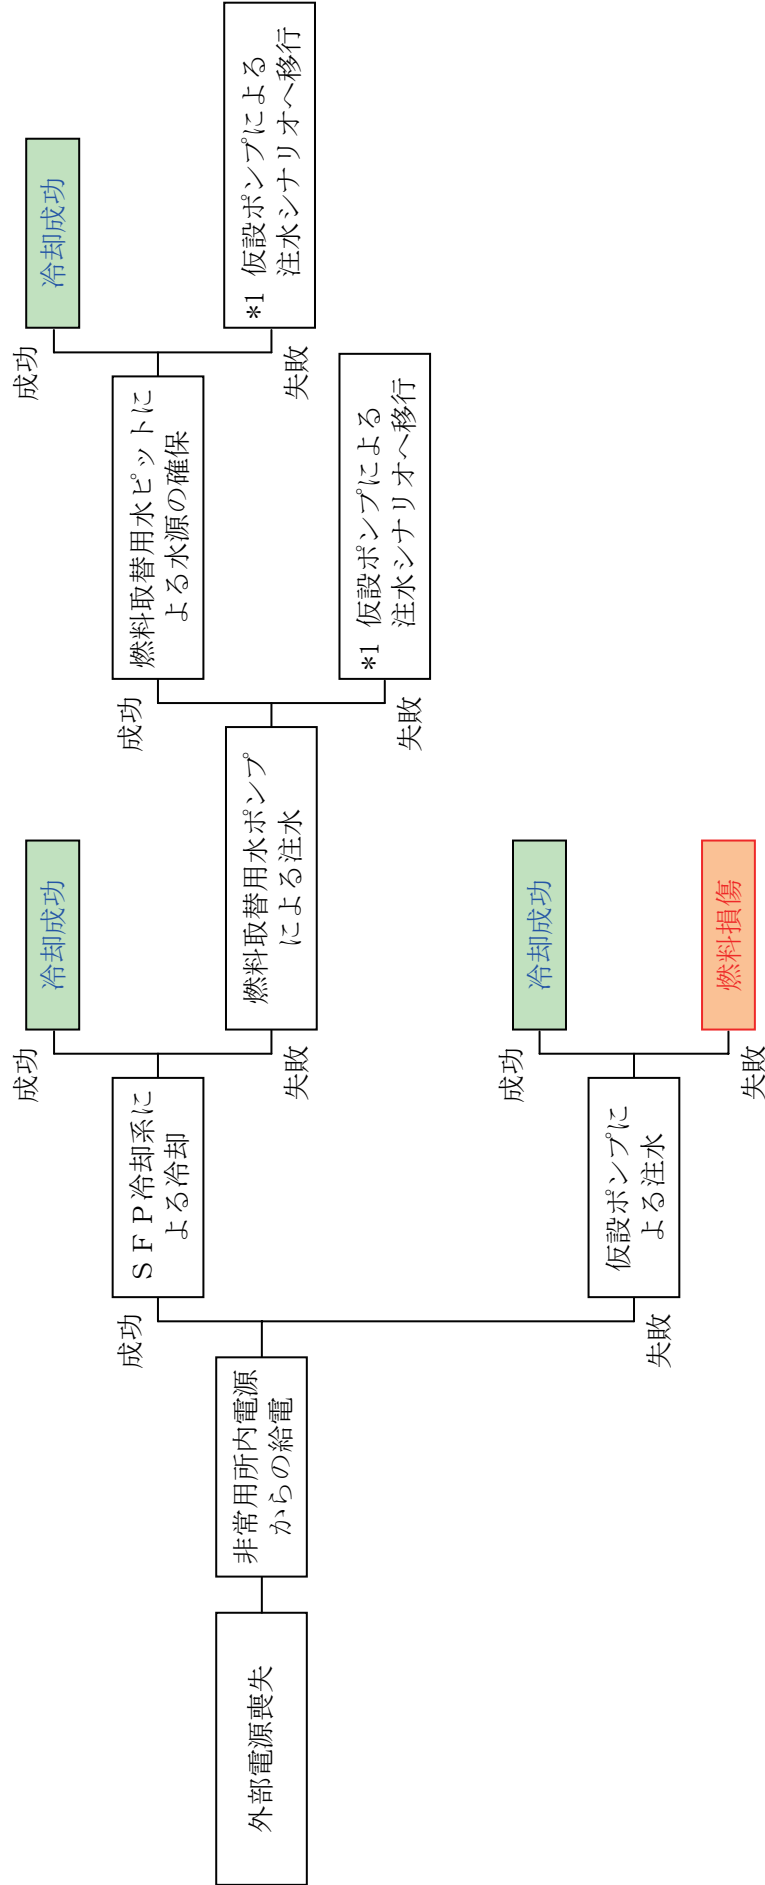 外部電源喪失
非常用所内電源
からの給電
成功
失敗
ＳＦＰ冷却系に
よる冷却
成功
失敗
冷却成功
燃料取替用水ポンプ
による注水
成功
失敗
燃料取替用水ピットに
よる水源の確保
成功
失敗
冷却成功
*1 仮設ポンプによる
注水シナリオへ移行
*1 仮設ポンプによる
注水シナリオへ移行
仮設ポンプに
よる注水
成功
失敗
冷却成功
燃料損傷